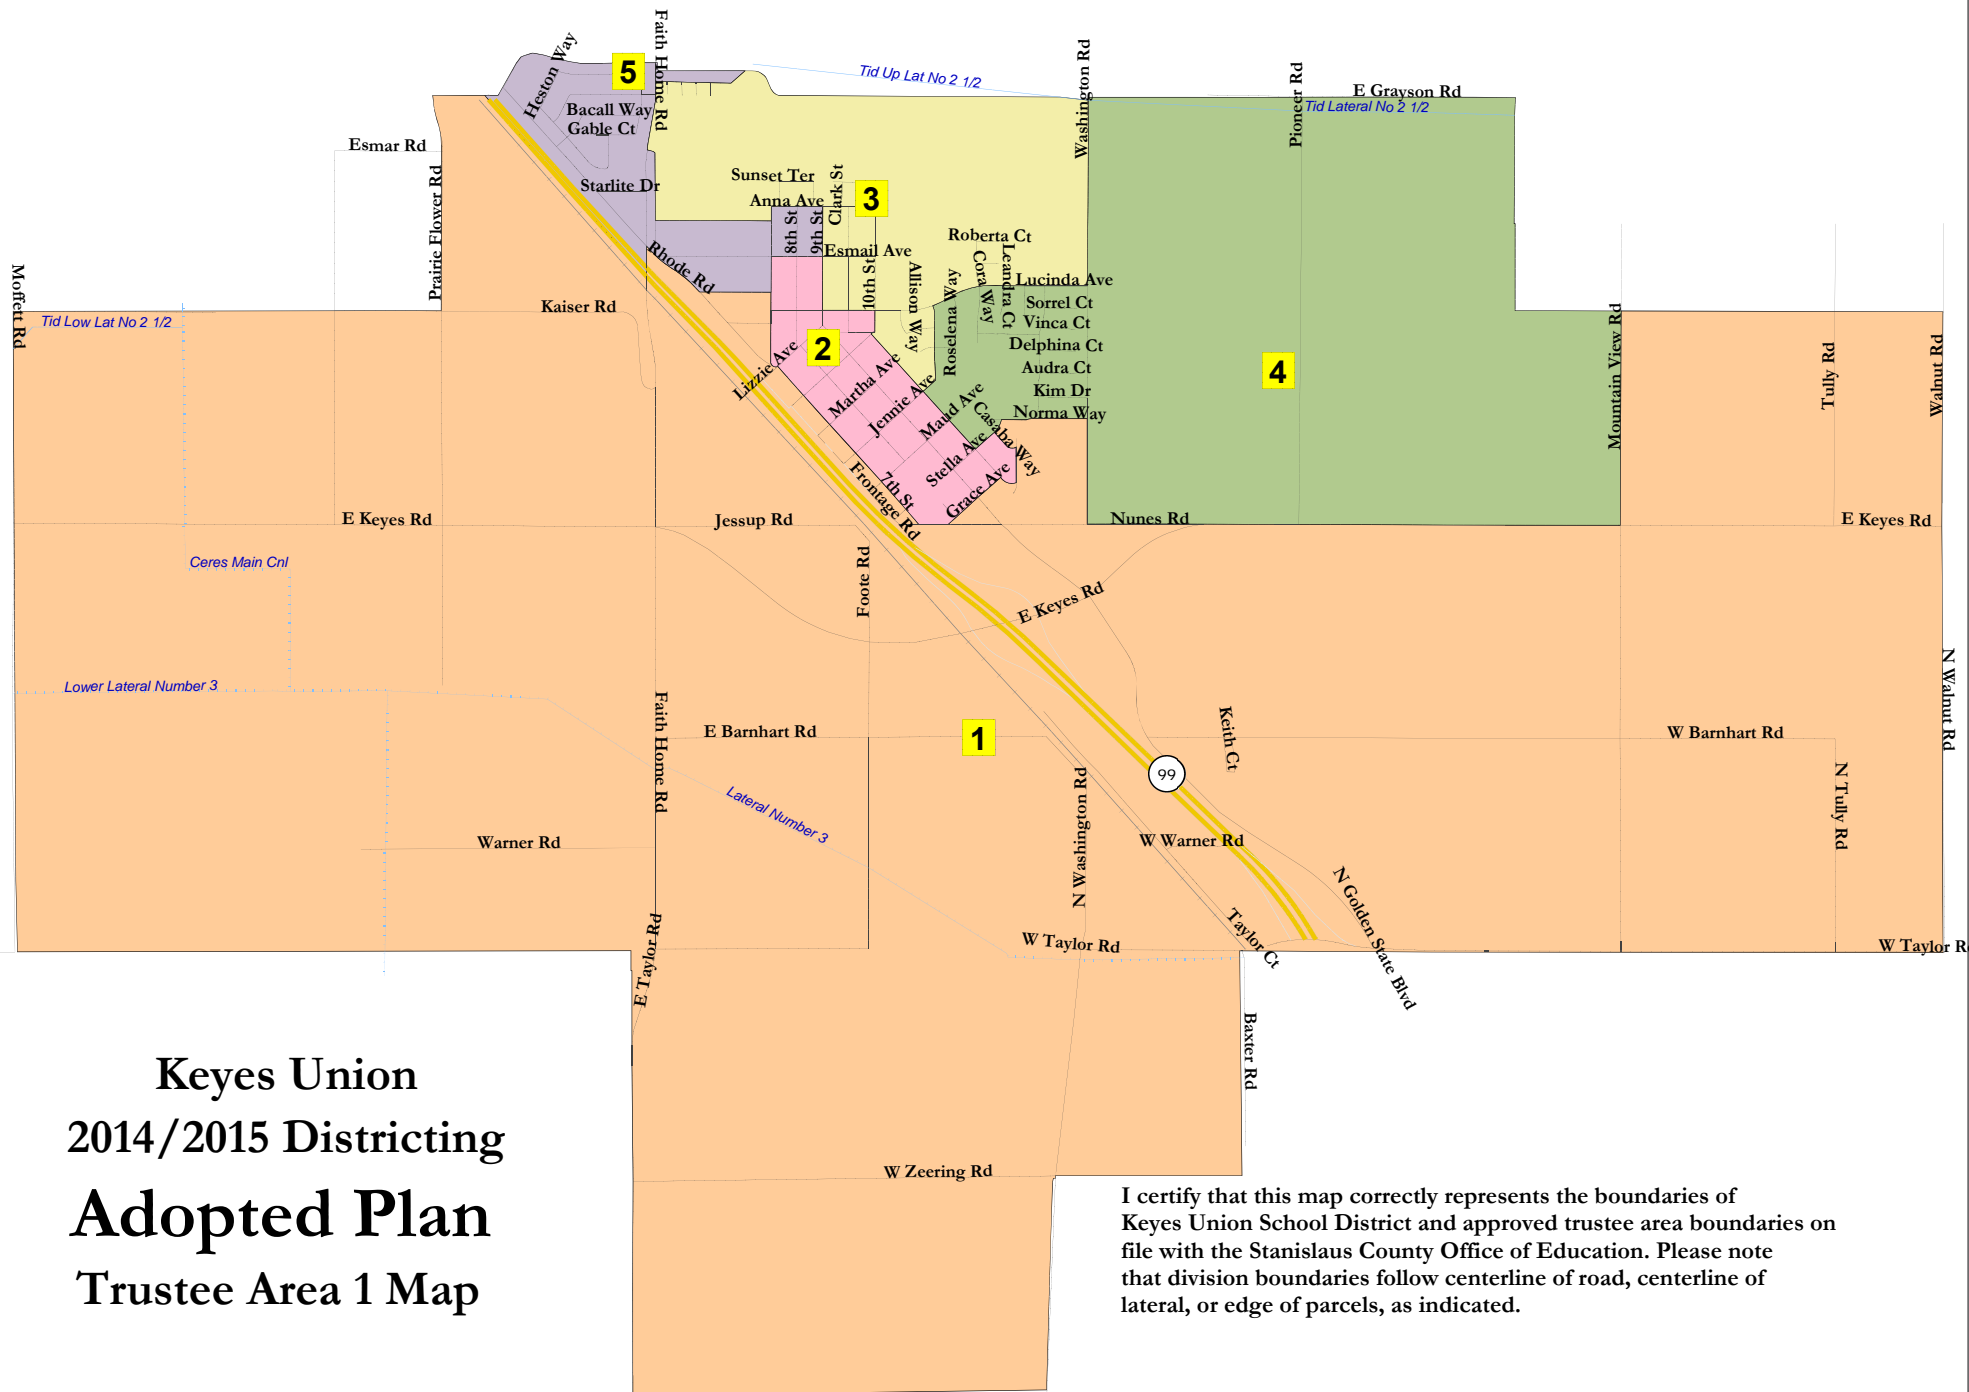 Heston Way
5
Faith Home Rd
Tid Up Lat No 2 1/2
Washington Rd
Pioneer Rd
E Grayson Rd
Tid Lateral No 2 1/2
Bacall Way
Gable Ct
Esmar Rd
Prairie Flower Rd
Starlite Dr
Sunset Ter
Clark St
3
Anna Ave
8th St
9th St
Esmail Ave
Rhode Rd
10th St
Allison Way
Roselena Way
Roberta Ct
Cora Way
Leandra Ct
Lucinda Ave
Sorrel Ct
Vinca Ct
Delphina Ct
Audra Ct
Kim Dr
Norma Way
Moffett Rd
Tid Low Lat No 2 1/2
Kaiser Rd
2
Lizzie Ave
Martha Ave
Jennie Ave
Maud Ave
Casaba Way
Stella Ave
Grace Ave
7th St
Frontage Rd
4
Mountain View Rd
Tully Rd
Walnut Rd
E Keyes Rd
Jessup Rd
Nunes Rd
E Keyes Rd
Ceres Main Cnl
Foote Rd
E Keyes Rd
Lower Lateral Number 3
Faith Home Rd
E Barnhart Rd
1
Keith Ct
W Barnhart Rd
N Walnut Rd
99
N Washington Rd
N Tully Rd
Lateral Number 3
Warner Rd
W Warner Rd
N Golden State Blvd
E Taylor Rd
W Taylor Rd
Taylor Ct
W Taylor R
Baxter Rd
W Zeering Rd
Keyes Union
2014/2015 Districting
Adopted Plan
Trustee Area 1 Map
I certify that this map correctly represents the boundaries of
Keyes Union School District and approved trustee area boundaries on
file with the Stanislaus County Office of Education. Please note
that division boundaries follow centerline of road, centerline of
lateral, or edge of parcels, as indicated.